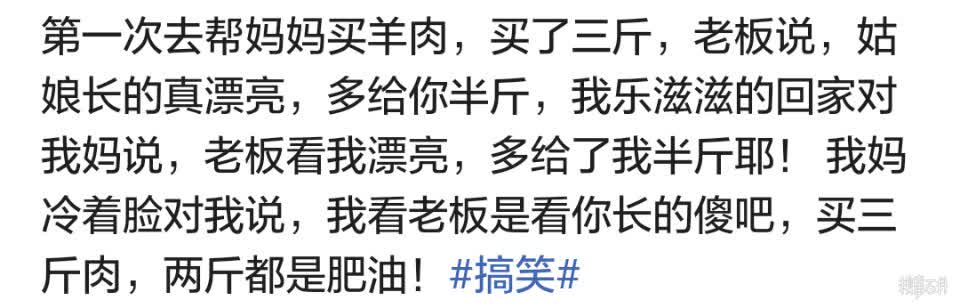 第一次去帮妈妈买羊肉，买了三斤，老板说，姑
娘长的真漂亮，多给你半斤，我乐滋滋的回家对
我妈说，老板看我漂亮，多给了我半斤耶！ 我妈
冷着脸对我说，我看老板是看你长的傻吧，买三
斤肉，两斤都是肥油！#搞笑#